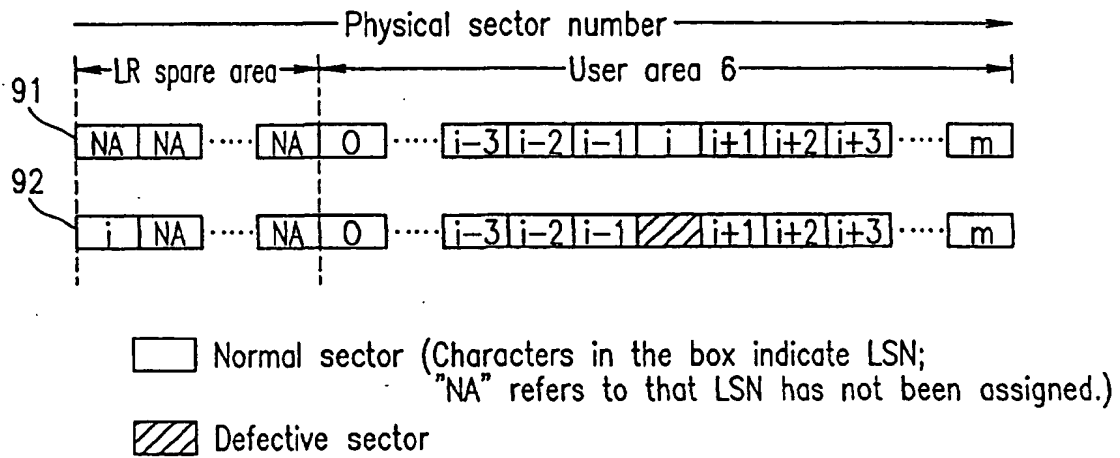 Physical sector number
LR spare area User area 6
91
NA NA ..... NA 0 ..... i-3 i-2 i-1 i i+1 i+2 i+3 ..... m
92
i NA ..... NA 0 ..... i-3 i-2 i-1 i+1 i+2 i+3 ..... m
Normal sector (Characters in the box indicate LSN;
"NA" refers to that LSN has not been assigned.)
Defective sector